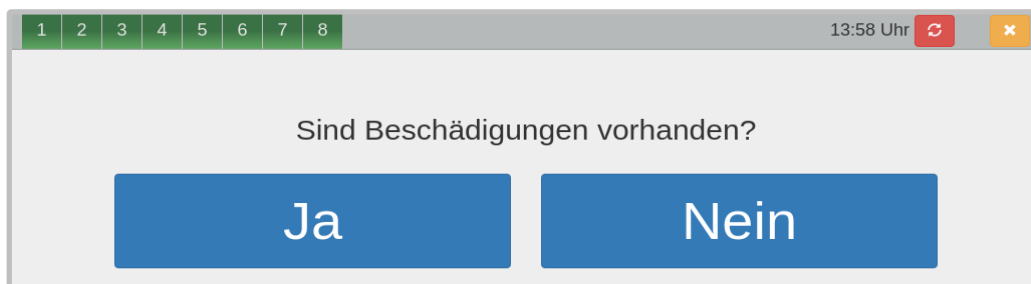 1 2 3 4 5 6 7 8 13:58 Uhr
Sind Beschädigungen vorhanden?
Ja Nein